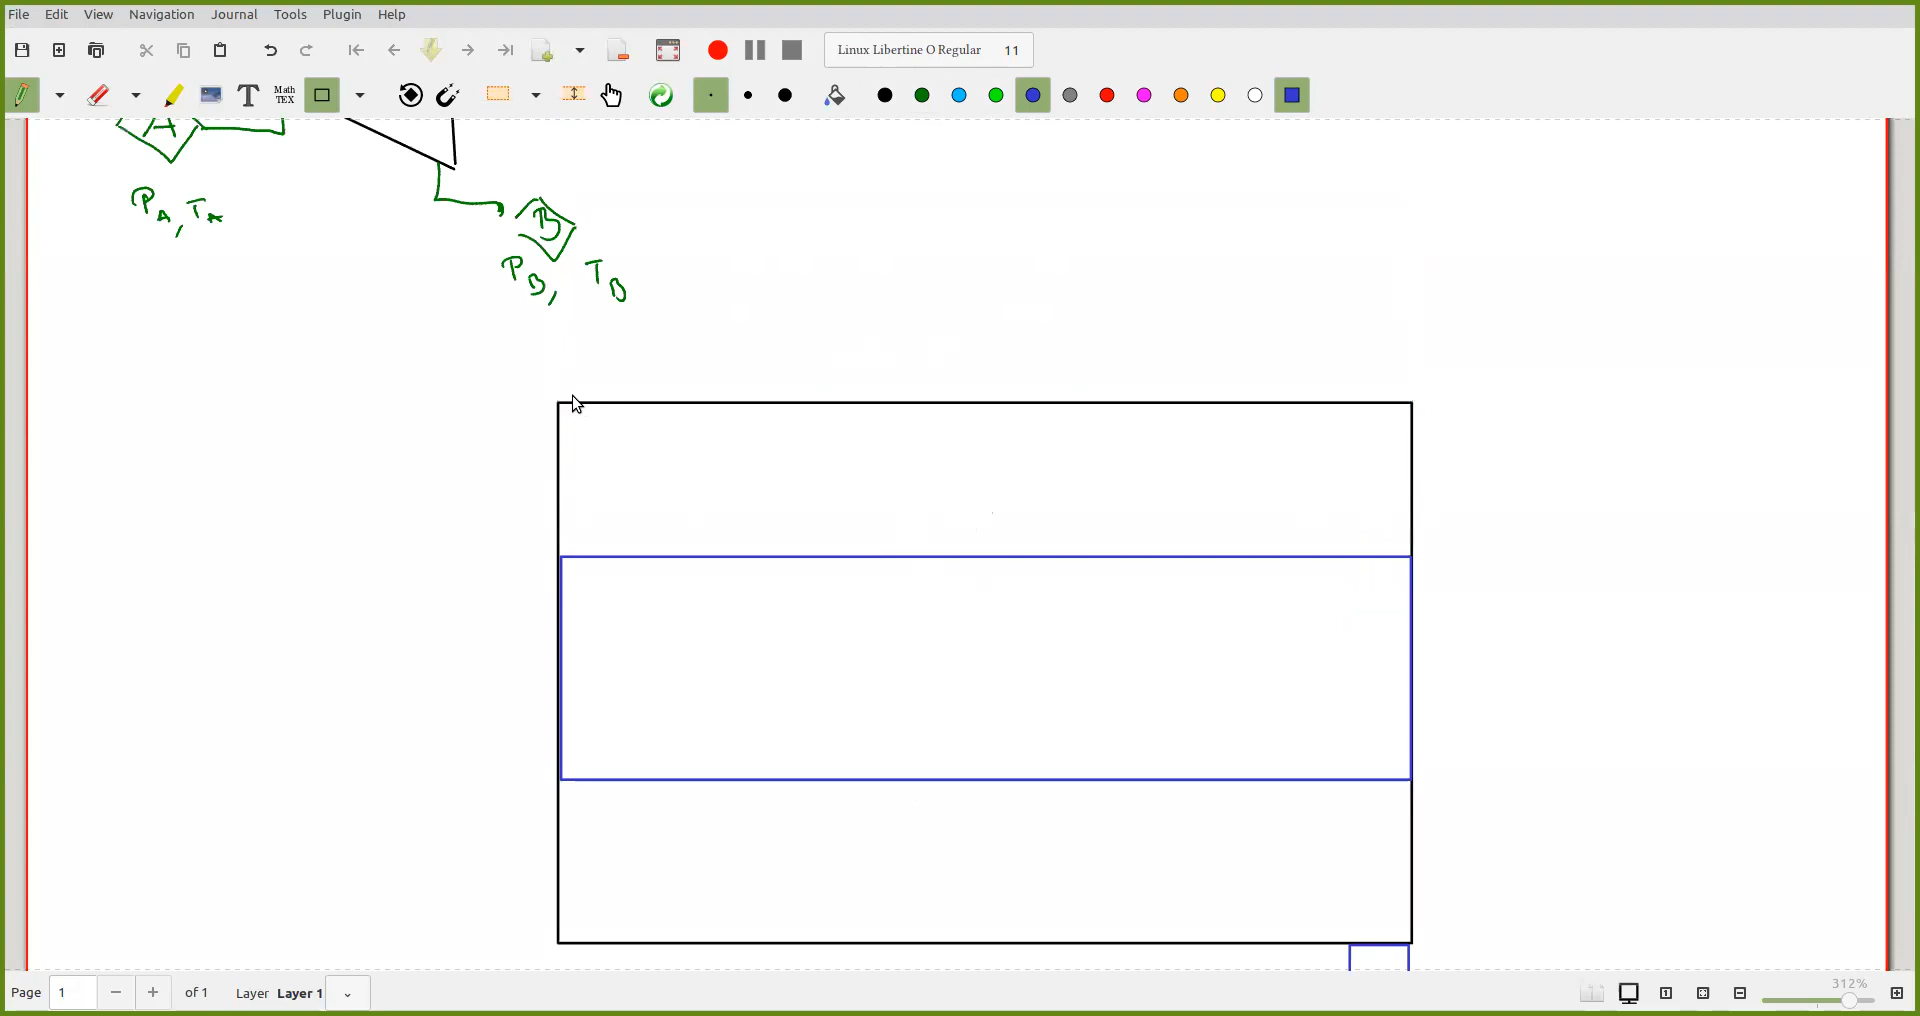 File Edit View Navigation Journal Tools Plugin Help
Linux Libertine O Regular 11
T
Math
TEX
A
P_A, T_A
B
P_B, T_B
Page 1 of 1 Layer Layer 1
312%